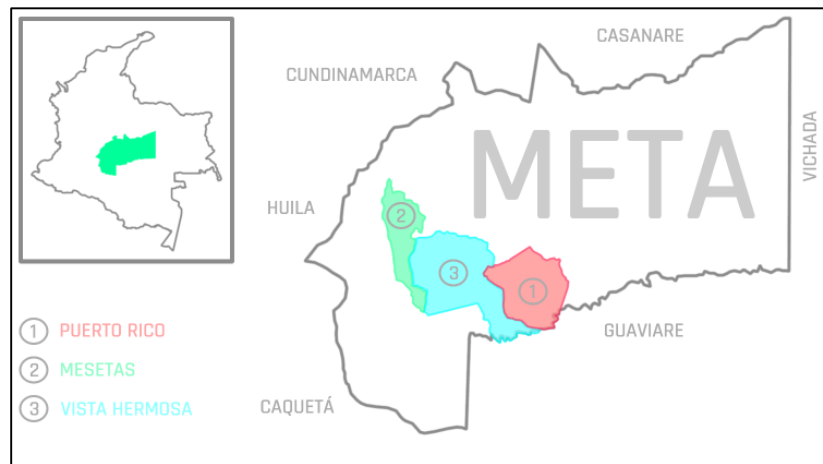 CASANARE
CUNDINAMARCA
META
VICHADA
HUILA
2
3
1
1 PUERTO RICO
GUAVIARE
2 MESETAS
3 VISTA HERMOSA
CAQUETÁ